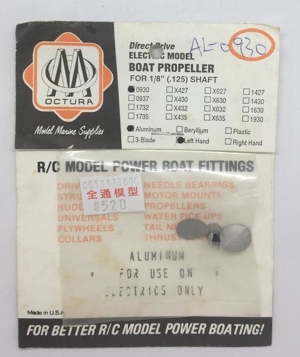 AL-0930
Direct Drive
ELECTRIC MODEL
BOAT PROPELLER
FOR 1/8" (.125) SHAFT
OCTURA
Model Marine Supplies
0930 X427 X627 1427
0937 X430 X630 1430
1732 X432 X632 1630
1735 X435 X635 1930
Aluminum Beryllium Plastic
3-Blade Left Hand Right Hand
R/C MODEL POWER BOAT FITTINGS
NEEDLE BEARINGS
MOTOR MOUNTS
PROPELLERS
UNIVERSALS WATER PICK-UPS
FLYWHEELS
COLLARS
全通模型
$520
ALUMINUM
FOR USE ON
ELECTRICS ONLY
Made in U.S.A.
FOR BETTER R/C MODEL POWER BOATING!